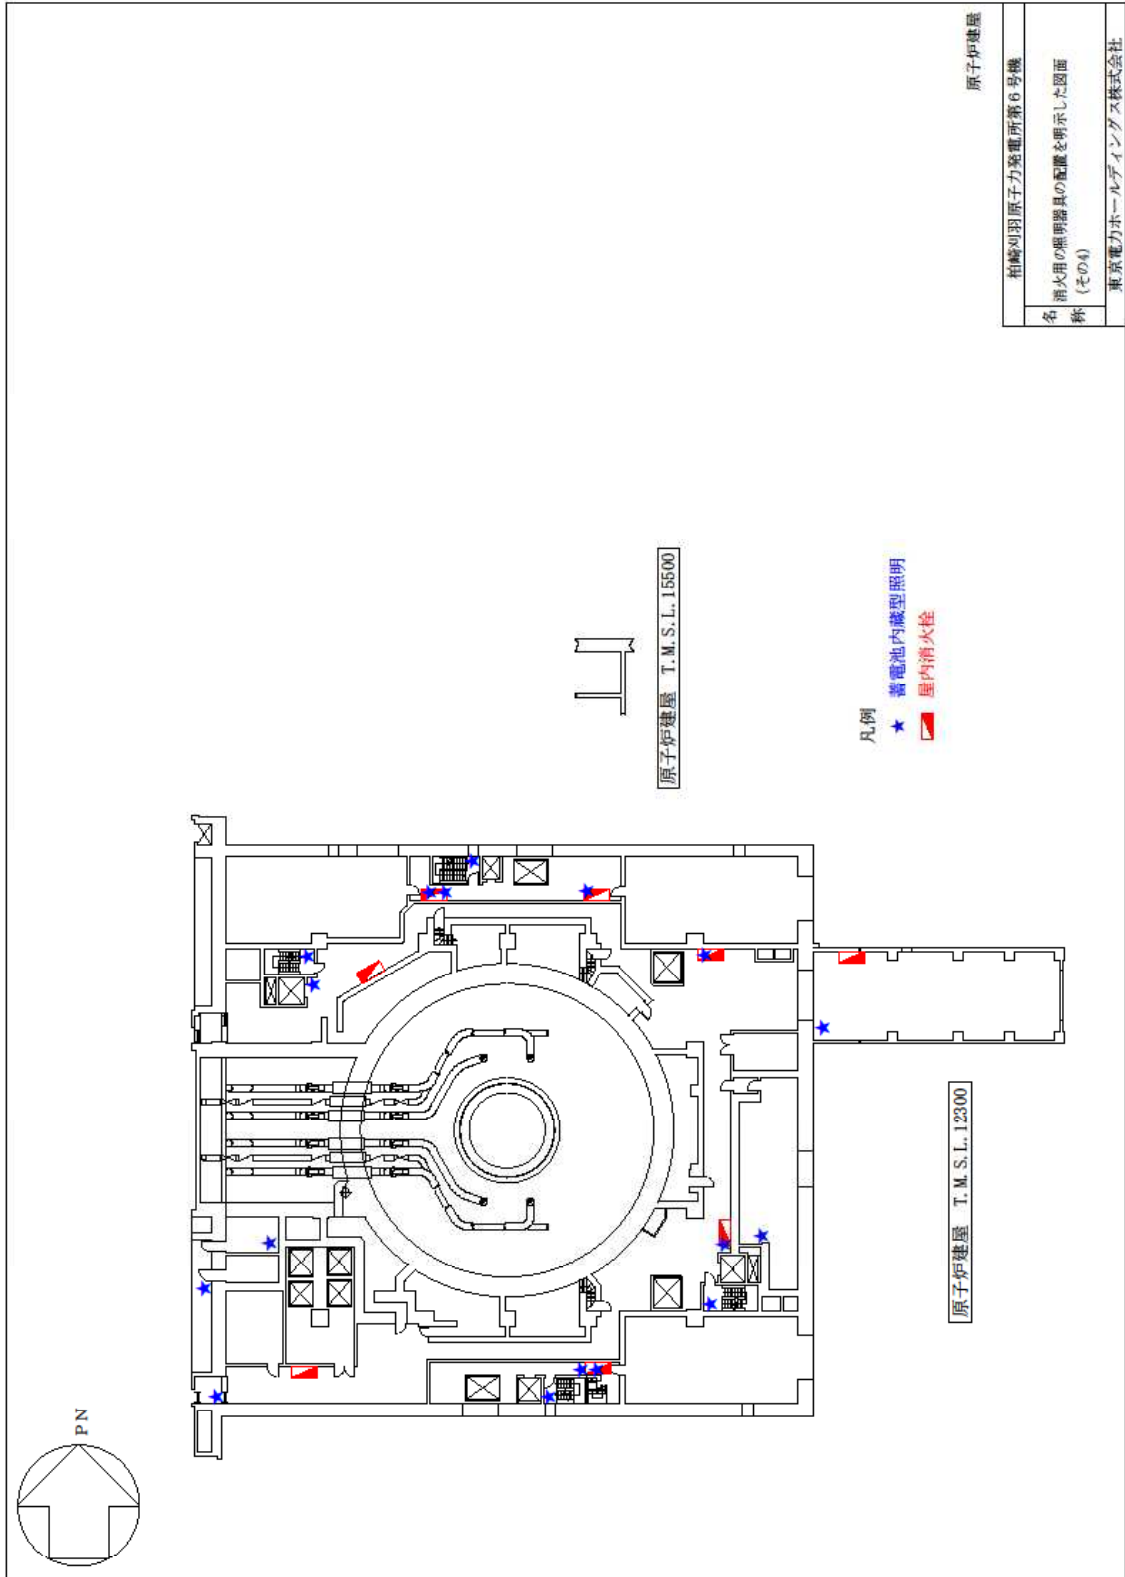 PN
原子炉建屋 T.M.S.L.12300
原子炉建屋 T.M.S.L.15500
凡例
蓄電池内蔵型照明
屋内消火栓
原子炉建屋
柏崎刈羽原子力発電所第6号機
名称
消火用の照明器具の配置を明示した図面
(その4)
東京電力ホールディングス株式会社